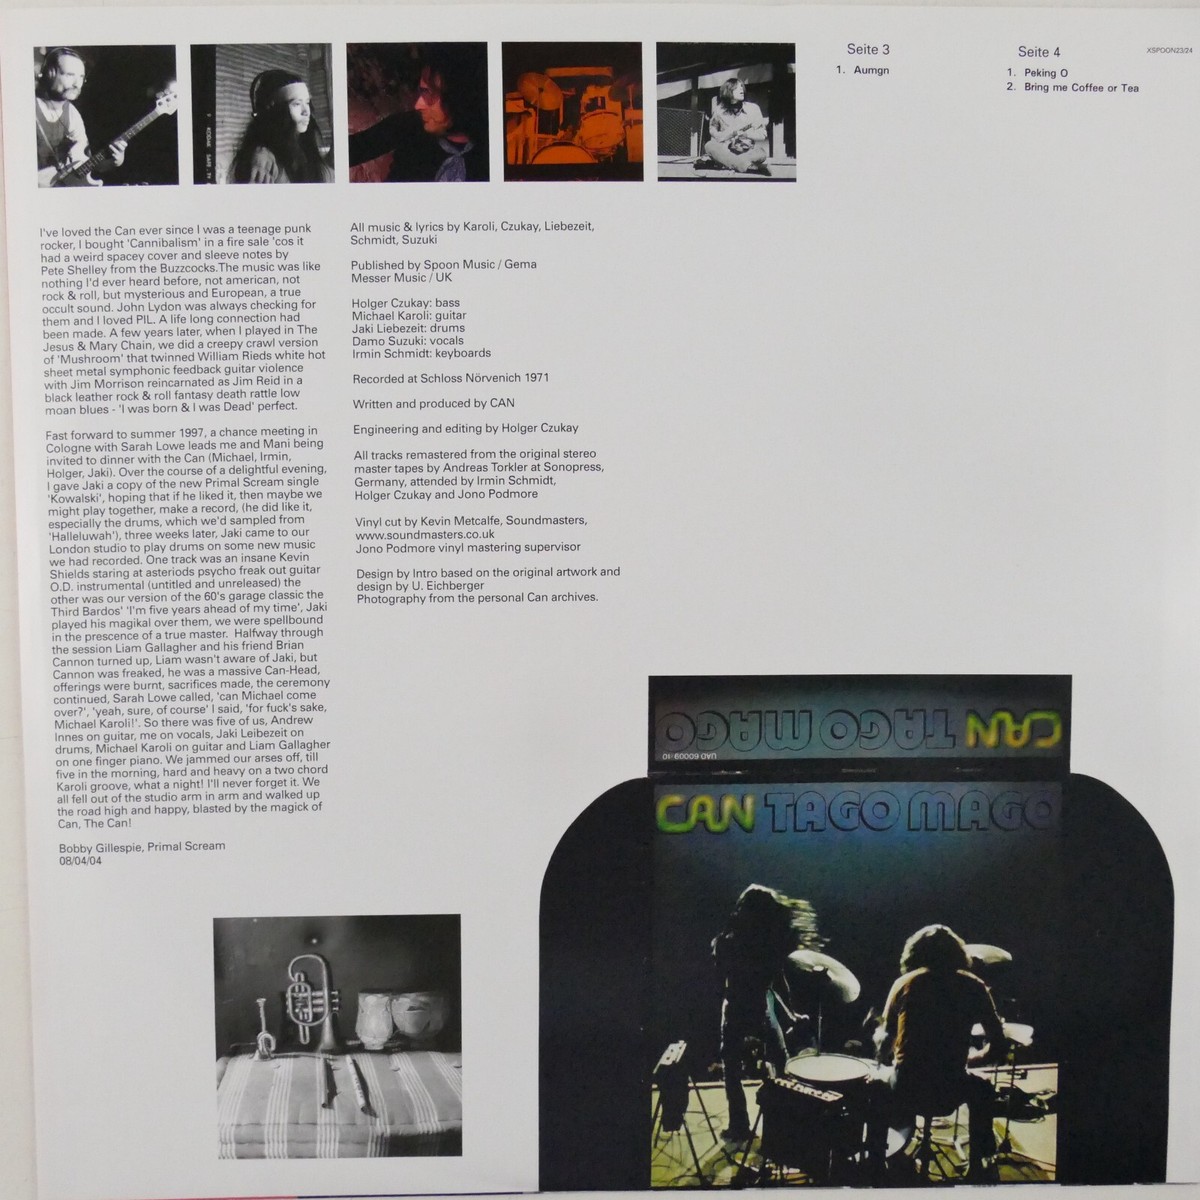 Seite 3
1. Aumgn
Seite 4
1. Peking O
2. Bring me Coffee or Tea
XSPOON23/24
I've loved the Can ever since I was a teenage punk
rocker, I bought 'Cannibalism' in a fire sale 'cos it
had a weird spacey cover and sleeve notes by
Pete Shelley from the Buzzcocks.The music was like
nothing I'd ever heard before, not american, not
rock & roll, but mysterious and European, a true
occult sound. John Lydon was always checking for
them and I loved PIL. A life long connection had
been made. A few years later, when I played in The
Jesus & Mary Chain, we did a creepy crawl version
of 'Mushroom' that twinned William Rieds white hot
sheet metal symphonic feedback guitar violence
with Jim Morrison reincarnated as Jim Reid in a
black leather rock & roll fantasy death rattle low
moan blues - 'I was born & I was Dead' perfect.
Fast forward to summer 1997, a chance meeting in
Cologne with Sarah Lowe leads me and Mani being
invited to dinner with the Can (Michael, Irmin,
Holger, Jaki). Over the course of a delightful evening,
I gave Jaki a copy of the new Primal Scream single
'Kowalski', hoping that if he liked it, then maybe we
might play together, make a record, (he did like it,
especially the drums, which we'd sampled from
'Halleluwah'), three weeks later, Jaki came to our
London studio to play drums on some new music
we had recorded. One track was an insane Kevin
Shields staring at asteriods psycho freak out guitar
O.D. instrumental (untitled and unreleased) the
other was our version of the 60's garage classic the
Third Bardos' 'I'm five years ahead of my time', Jaki
played his magikal over them, we were spellbound
in the prescence of a true master. Halfway through
the session Liam Gallagher and his friend Brian
Cannon turned up, Liam wasn't aware of Jaki, but
Cannon was freaked, he was a massive Can-Head,
offerings were burnt, sacrifices made, the ceremony
continued, Sarah Lowe called, 'can Michael come
over?', 'yeah, sure, of course' I said, 'for fuck's sake,
Michael Karoli!'. So there was five of us, Andrew
Innes on guitar, me on vocals, Jaki Leibezeit on
drums, Michael Karoli on guitar and Liam Gallagher
on one finger piano. We jammed our arses off, till
five in the morning, hard and heavy on a two chord
Karoli groove, what a night! I'll never forget it. We
all fell out of the studio arm in arm and walked up
the road high and happy, blasted by the magick of
Can, The Can!
Bobby Gillespie, Primal Scream
08/04/04
All music & lyrics by Karoli, Czukay, Liebezeit,
Schmidt, Suzuki
Published by Spoon Music / Gema
Messer Music / UK
Holger Czukay: bass
Michael Karoli: guitar
Jaki Liebezeit: drums
Damo Suzuki: vocals
Irmin Schmidt: keyboards
Recorded at Schloss Nörvenich 1971
Written and produced by CAN
Engineering and editing by Holger Czukay
All tracks remastered from the original stereo
master tapes by Andreas Torkler at Sonopress,
Germany, attended by Irmin Schmidt,
Holger Czukay and Jono Podmore
Vinyl cut by Kevin Metcalfe, Soundmasters,
www.soundmasters.co.uk
Jono Podmore vinyl mastering supervisor
Design by Intro based on the original artwork and
design by U. Eichberger
Photography from the personal Can archives.
CAN TAGO MAGO
UAD 60009 /10
CAN TAGO MAGO